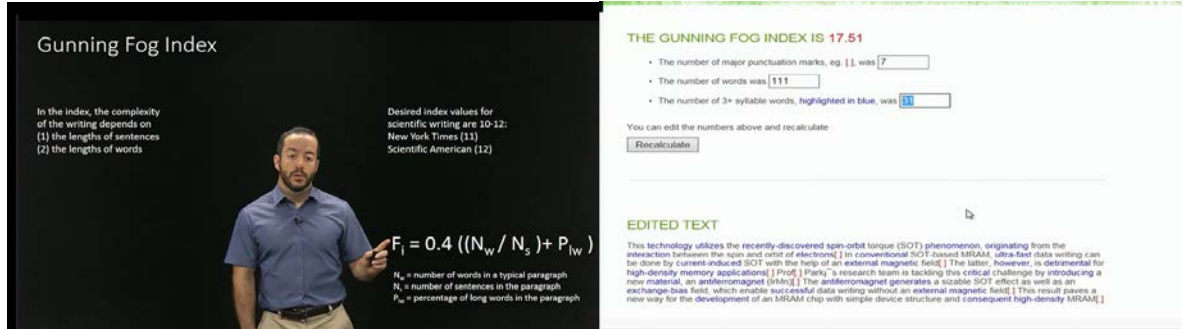 Gunning Fog Index
In the index, the complexity
of the writing depends on
(1) the lengths of sentences
(2) the lengths of words
Desired index values for
scientific writing are 10-12:
New York Times (11)
Scientific American (12)
Fi = 0.4 ((Nw / Ns )+ Plw )
Nw = number of words in a typical paragraph
Ns = number of sentences in the paragraph
Plw = percentage of long words in the paragraph
THE GUNNING FOG INDEX IS 17.51
• The number of major punctuation marks, eg. [.], was 7
• The number of words was 111
• The number of 3+ syllable words, highlighted in blue, was 31
You can edit the numbers above and recalculate
Recalculate
EDITED TEXT
This technology utilizes the recently-discovered spin-orbit torque (SOT) phenomenon, originating from the
interaction between the spin and orbit of electrons[.] In conventional SOT-based MRAM, ultra-fast data writing can
be done by current-induced SOT with the help of an external magnetic field[.] The latter, however, is detrimental for
high-density memory applications[.] Prof[.] Park¡¯s research team is tackling this critical challenge by introducing a
new material, an antiferromagnet (IrMn)[.] The antiferromagnet generates a sizable SOT effect as well as an
exchange-bias field, which enable successful data writing without an external magnetic field[.] This result paves a
new way for the development of an MRAM chip with simple device structure and consequent high-density MRAM[.]